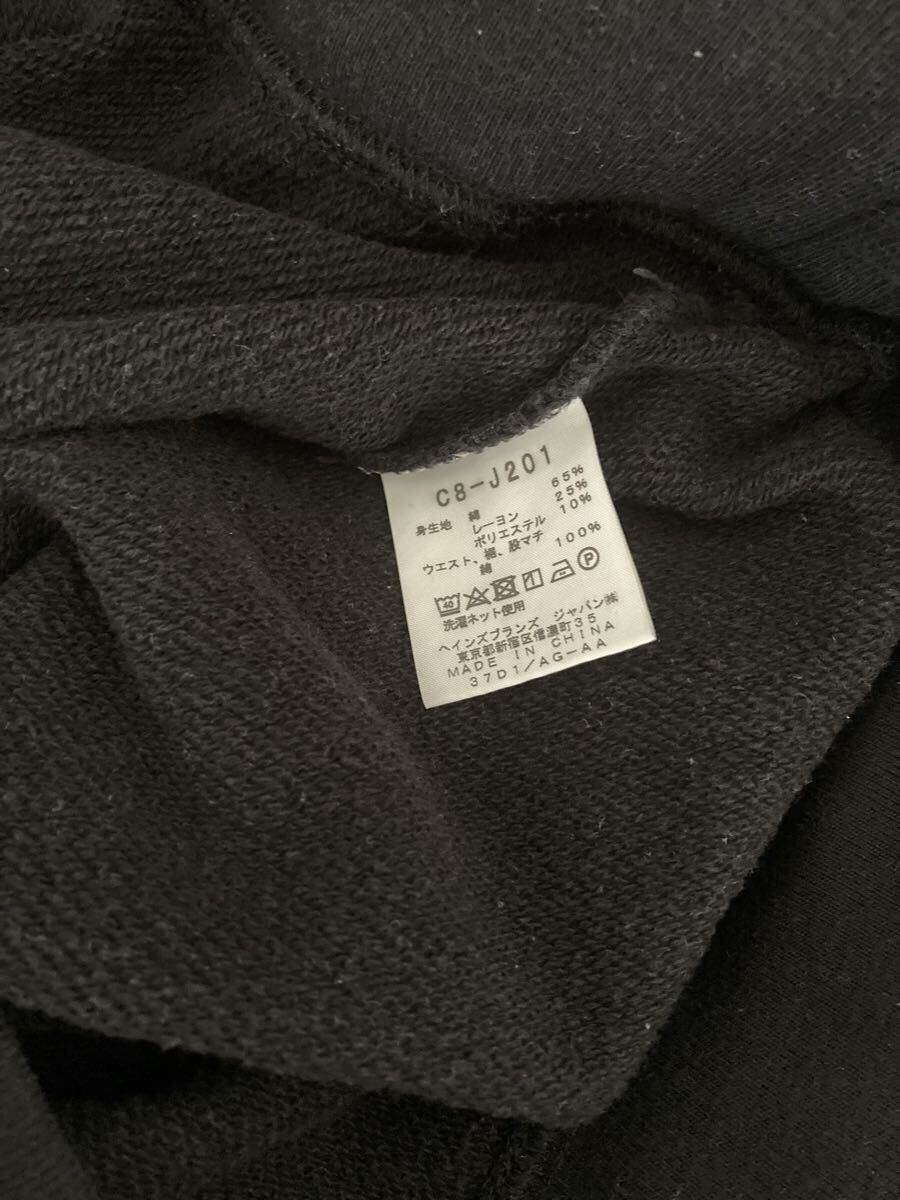 C8-J201
身生地 綿 65%
レーヨン 25%
ポリエステル 10%
ウエスト、裾、股マチ
綿 100%
40 P
洗濯ネット使用
ヘインズブランズ ジャパン㈱
東京都新宿区信濃町35
MADE IN CHINA
37D1/AG-AA